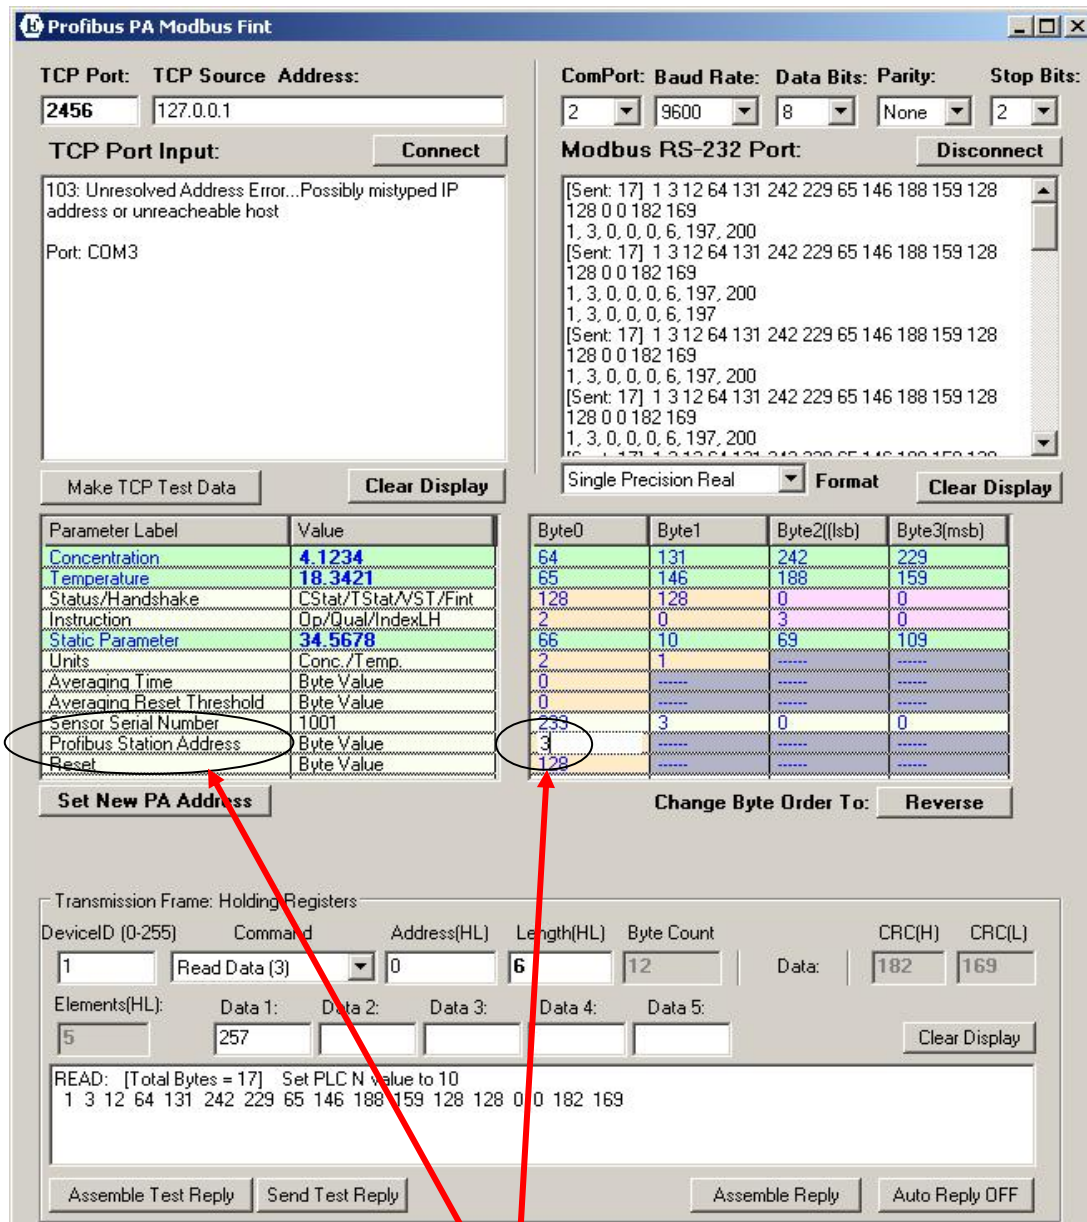 Profibus PA Modbus Fint
TCP Port: TCP Source Address:
2456 127.0.0.1
TCP Port Input: Connect
103: Unresolved Address Error...Possibly mistyped IP
address or unreacheable host
Port: COM3
Make TCP Test Data Clear Display
ComPort: Baud Rate: Data Bits: Parity: Stop Bits:
2 9600 8 None 2
Modbus RS-232 Port: Disconnect
[Sent: 17] 1 3 12 64 131 242 229 65 146 188 159 128
128 0 0 182 169
1, 3, 0, 0, 0, 6, 197, 200
[Sent: 17] 1 3 12 64 131 242 229 65 146 188 159 128
128 0 0 182 169
1, 3, 0, 0, 0, 6, 197, 200
1, 3, 0, 0, 0, 6, 197
[Sent: 17] 1 3 12 64 131 242 229 65 146 188 159 128
128 0 0 182 169
1, 3, 0, 0, 0, 6, 197, 200
[Sent: 17] 1 3 12 64 131 242 229 65 146 188 159 128
128 0 0 182 169
1, 3, 0, 0, 0, 6, 197, 200
Single Precision Real Format Clear Display
Parameter Label Value Byte0 Byte1 Byte2((lsb) Byte3(msb)
Concentration 4.1234 64 131 242 229
Temperature 18.3421 65 146 188 159
Status/Handshake CStat/TStat/VST/Fint 128 128 0 0
Instruction Op/Qual/IndexLH 2 0 3 0
Static Parameter 34.5678 66 10 69 109
Units Conc./Temp. 2 1 ------ ------
Averaging Time Byte Value 0 ------ ------ ------
Averaging Reset Threshold Byte Value 0 ------ ------ ------
Sensor Serial Number 1001 233 3 0 0
Profibus Station Address Byte Value 3 ------ ------ ------
Reset Byte Value 128 ------ ------ ------
Set New PA Address Change Byte Order To: Reverse
Transmission Frame: Holding Registers
DeviceID (0-255) Command Address(HL) Length(HL) Byte Count CRC(H) CRC(L)
1 Read Data (3) 0 6 12 Data: 182 169
Elements(HL): Data 1: Data 2: Data 3: Data 4: Data 5:
5 257 Clear Display
READ: [Total Bytes = 17] Set PLC N value to 10
1 3 12 64 131 242 229 65 146 188 159 128 128 0 0 182 169
Assemble Test Reply Send Test Reply Assemble Reply Auto Reply OFF